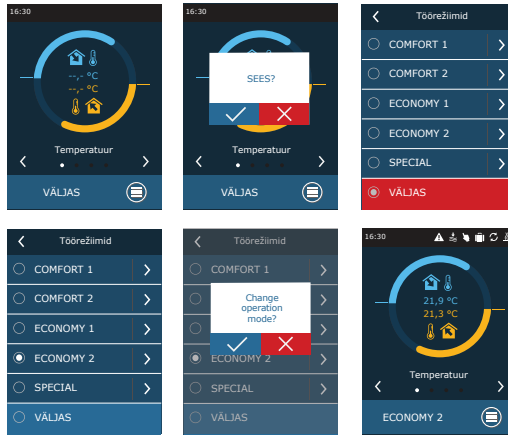 16:30
--,- °C
--,- °C
Temperatuur
VÄLJAS
16:30
SEES?
Temperatuur
VÄLJAS
Töörežiimid
COMFORT 1
COMFORT 2
ECONOMY 1
ECONOMY 2
SPECIAL
VÄLJAS
Töörežiimid
COMFORT 1
COMFORT 2
ECONOMY 1
ECONOMY 2
SPECIAL
VÄLJAS
Töörežiimid
COMFORT 1
Change
operation
mode?
ECONOMY 2
SPECIAL
VÄLJAS
16:30
21,9 °C
21,3 °C
Temperatuur
ECONOMY 2